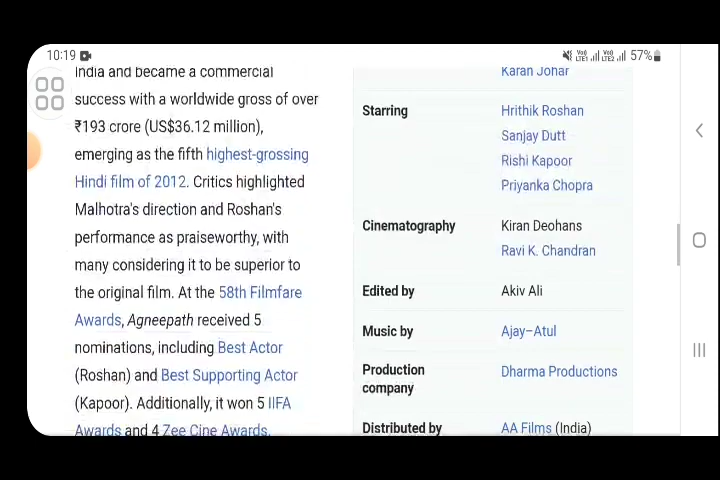 10:19
Vo) LTE1 Vo) LTE2 57%
India and became a commercial
success with a worldwide gross of over
₹193 crore (US$36.12 million),
emerging as the fifth highest-grossing
Hindi film of 2012. Critics highlighted
Malhotra's direction and Roshan's
performance as praiseworthy, with
many considering it to be superior to
the original film. At the 58th Filmfare
Awards, Agneepath received 5
nominations, including Best Actor
(Roshan) and Best Supporting Actor
(Kapoor). Additionally, it won 5 IIFA
Awards and 4 Zee Cine Awards.
Karan Johar
Starring
Hrithik Roshan
Sanjay Dutt
Rishi Kapoor
Priyanka Chopra
Cinematography
Kiran Deohans
Ravi K. Chandran
Edited by
Akiv Ali
Music by
Ajay–Atul
Production
company
Dharma Productions
Distributed by
AA Films (India)